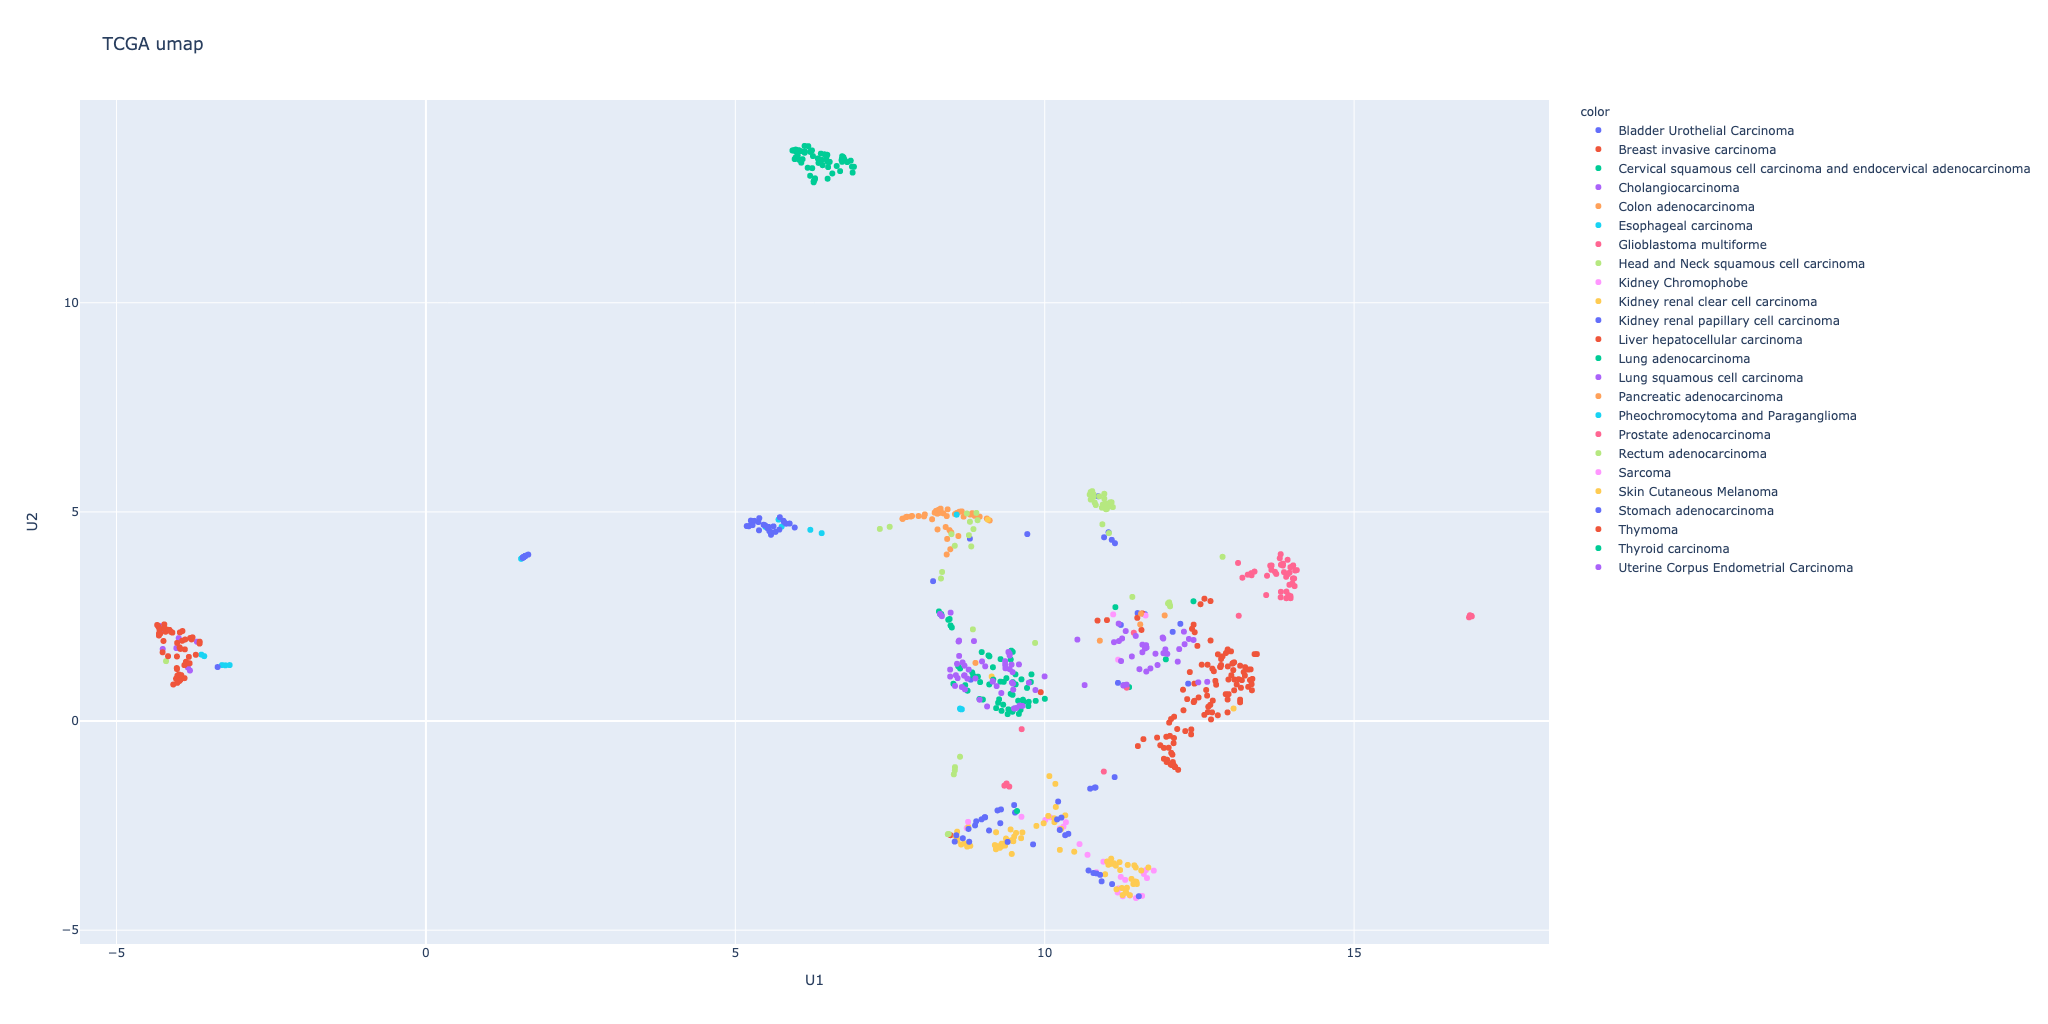 TCGA umap
color
Bladder Urothelial Carcinoma
Breast invasive carcinoma
Cervical squamous cell carcinoma and endocervical adenocarcinoma
Cholangiocarcinoma
Colon adenocarcinoma
Esophageal carcinoma
Glioblastoma multiforme
Head and Neck squamous cell carcinoma
Kidney Chromophobe
Kidney renal clear cell carcinoma
Kidney renal papillary cell carcinoma
Liver hepatocellular carcinoma
Lung adenocarcinoma
Lung squamous cell carcinoma
Pancreatic adenocarcinoma
Pheochromocytoma and Paraganglioma
Prostate adenocarcinoma
Rectum adenocarcinoma
Sarcoma
Skin Cutaneous Melanoma
Stomach adenocarcinoma
Thymoma
Thyroid carcinoma
Uterine Corpus Endometrial Carcinoma
10
5
0
−5
U2
−5 0 5 10 15
U1